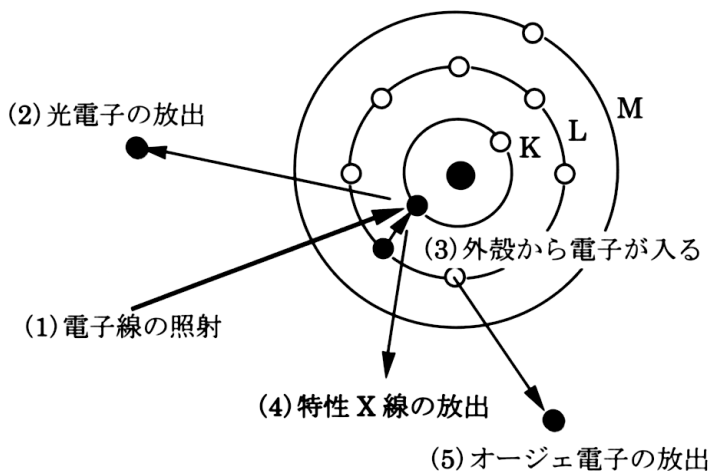 M
(2)光電子の放出
L
K
(3)外殻から電子が入る
(1)電子線の照射
(4)特性X線の放出
(5)オージェ電子の放出